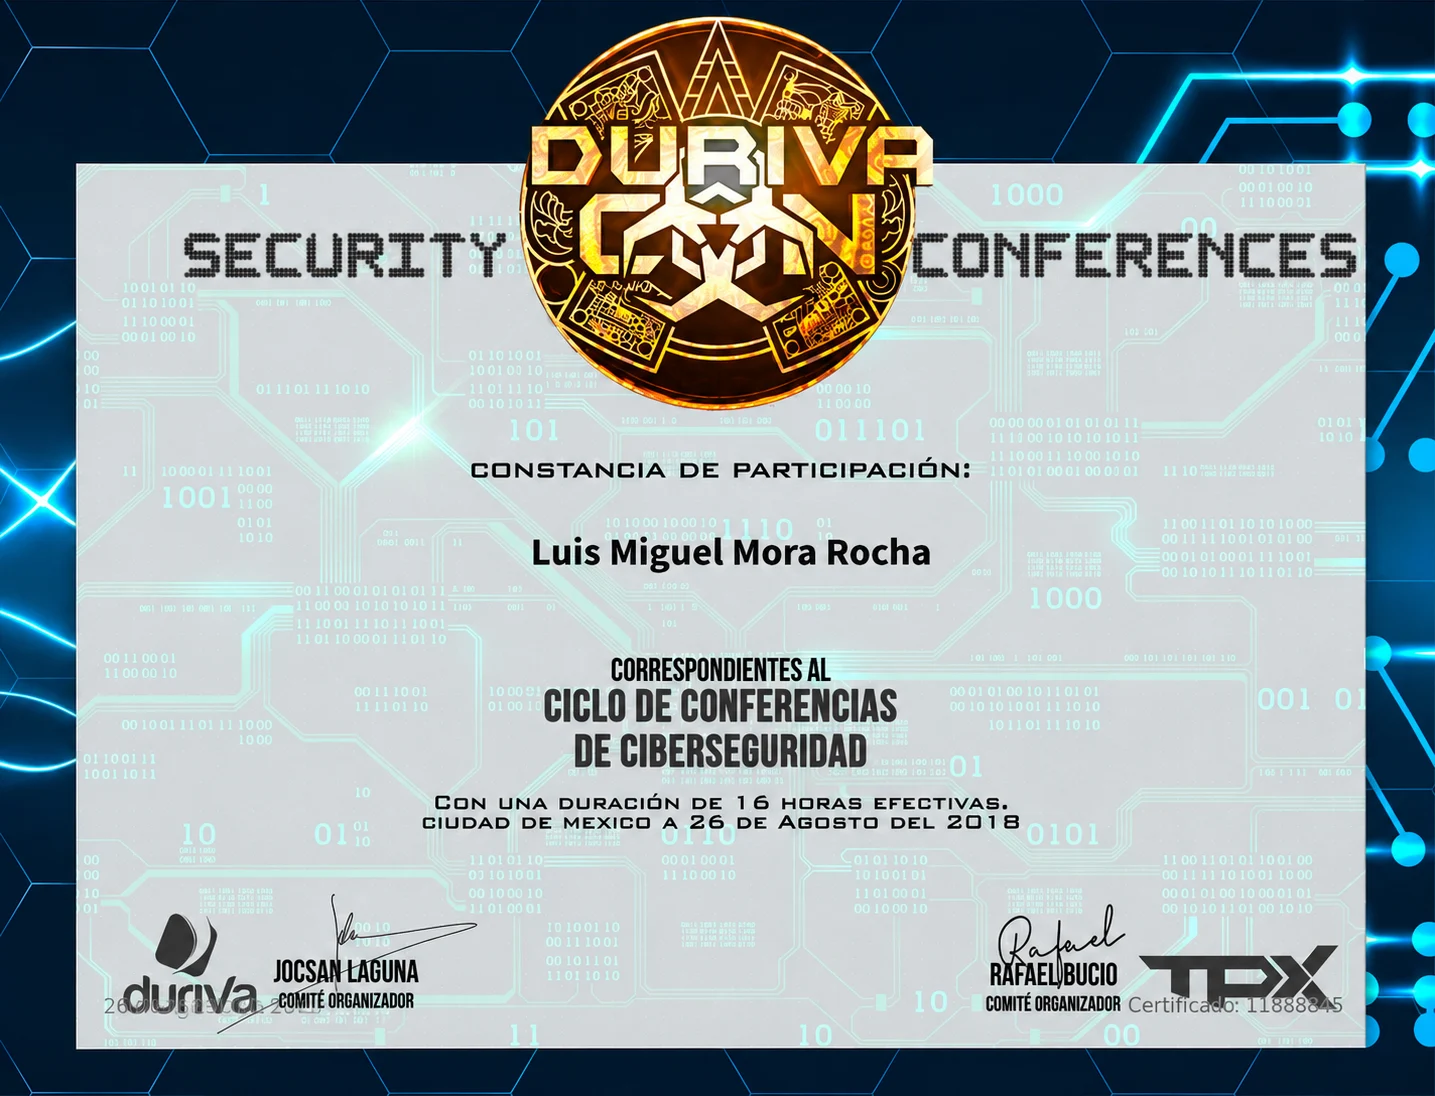 DURIVA
CON
SECURITY CONFERENCES
CONSTANCIA DE PARTICIPACIÓN:
Luis Miguel Mora Rocha
CORRESPONDIENTES AL
CICLO DE CONFERENCIAS
DE CIBERSEGURIDAD
CON UNA DURACIÓN DE 16 HORAS EFECTIVAS.
CIUDAD DE MEXICO A 26 DE AGOSTO DEL 2018
duriva
JOCSAN LAGUNA
COMITÉ ORGANIZADOR
Rafael
RAFAEL BUCIO
COMITÉ ORGANIZADOR
TPX
Certificado: 11888845